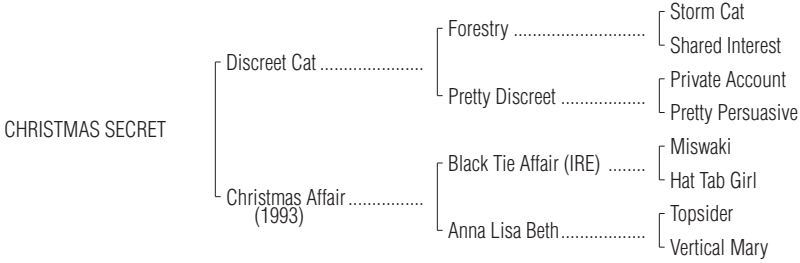 Storm Cat
Forestry ............................
Shared Interest
Discreet Cat ......................
Private Account
Pretty Discreet ..................
Pretty Persuasive
CHRISTMAS SECRET
Miswaki
Black Tie Affair (IRE) ........
Hat Tab Girl
Christmas Affair ................
(1993)
Topsider
Anna Lisa Beth..................
Vertical Mary